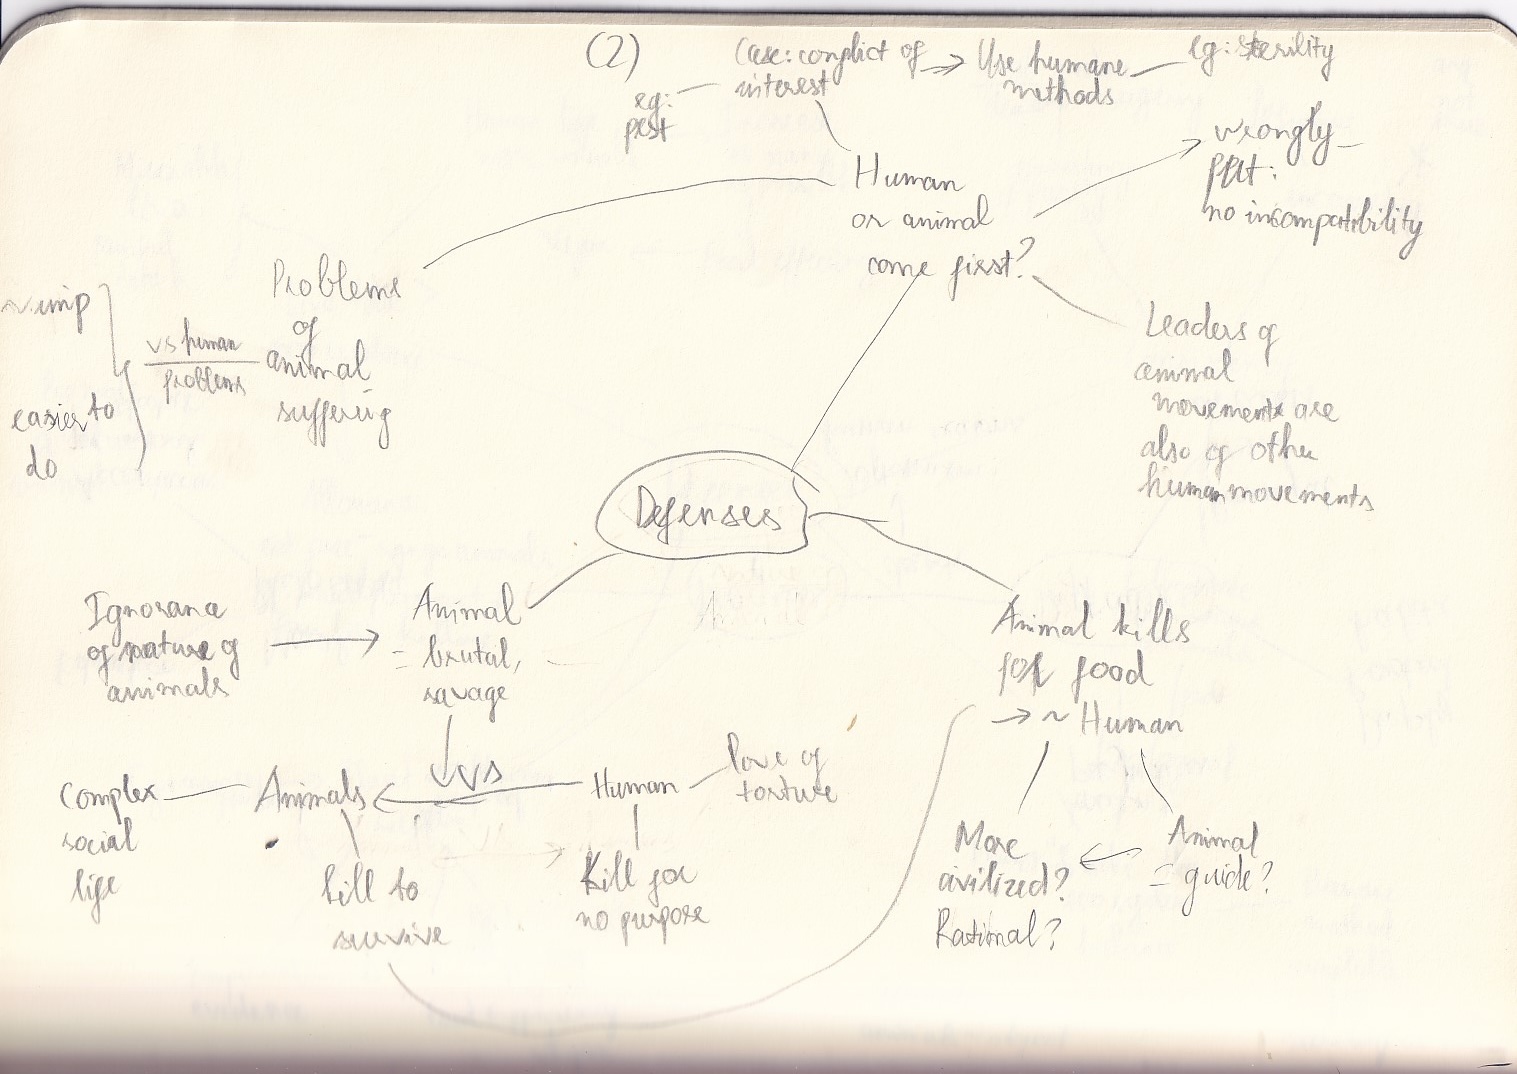 (2)
Case: conflict of
interest
Use humane
methods
eg: sterility
eg:
pest
Human
or animal
come first?
wrongly
put:
no incompatibility
Problems
of
animal
suffering
vs human
problems
easier to
do
Leaders of
animal
movements are
also of other
human movements
Defenses
Ignorance
of nature of
animals
Animal
= brutal,
savage
Animal kills
for food
→ ~ Human
Complex
social
life
Animals
VS
Human
love of
torture
kill to
survive
Kill for
no purpose
More
civilized?
Rational?
Animal
= guide?